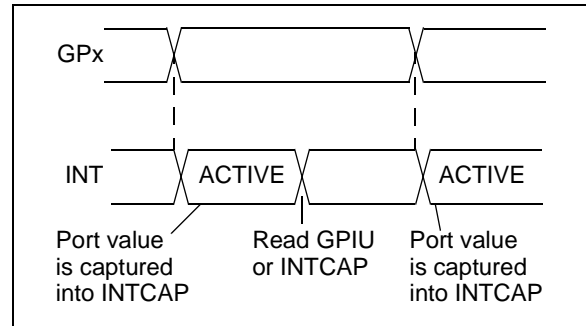 GPx
INT
ACTIVE
ACTIVE
Port value
is captured
into INTCAP
Read GPIU
or INTCAP
Port value
is captured
into INTCAP